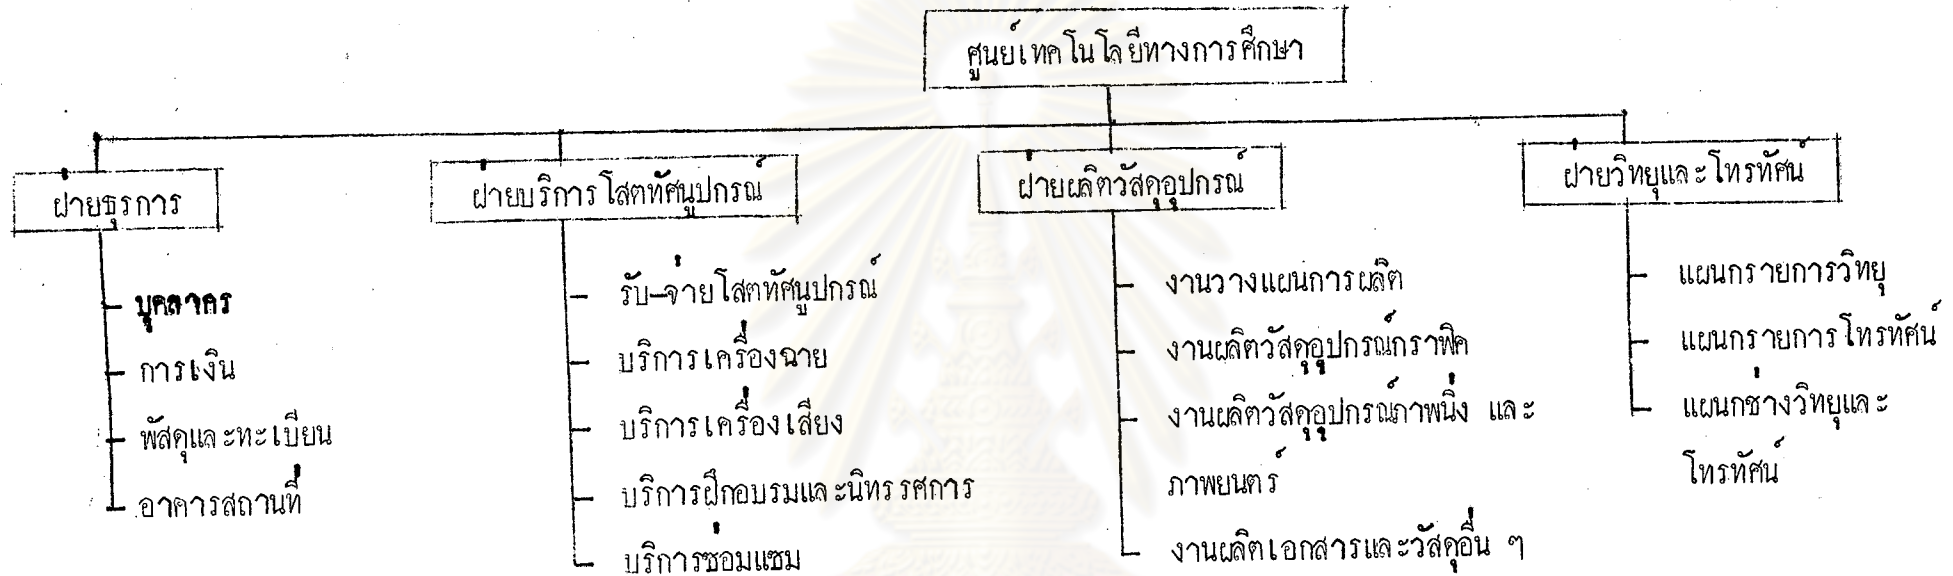 ศูนย์เทคโนโลยีทางการศึกษา
ฝ่ายธุรการ
บุคลากร
การเงิน
พัสดุและทะเบียน
อาคารสถานที่
ฝ่ายบริการโสตทัศนูปกรณ์
รับ-จ่ายโสตทัศนูปกรณ์
บริการเครื่องฉาย
บริการเครื่องเสียง
บริการฝึกอบรมและนิทรรศการ
บริการซ่อมแซม
ฝ่ายผลิตวัสดุอุปกรณ์
งานวางแผนการผลิต
งานผลิตวัสดุอุปกรณ์กราฟิค
งานผลิตวัสดุอุปกรณ์ภาพนิ่ง และ
ภาพยนตร์
งานผลิตเอกสารและวัสดุอื่น ๆ
ฝ่ายวิทยุและโทรทัศน์
แผนกรายการวิทยุ
แผนกรายการโทรทัศน์
แผนกช่างวิทยุและ
โทรทัศน์